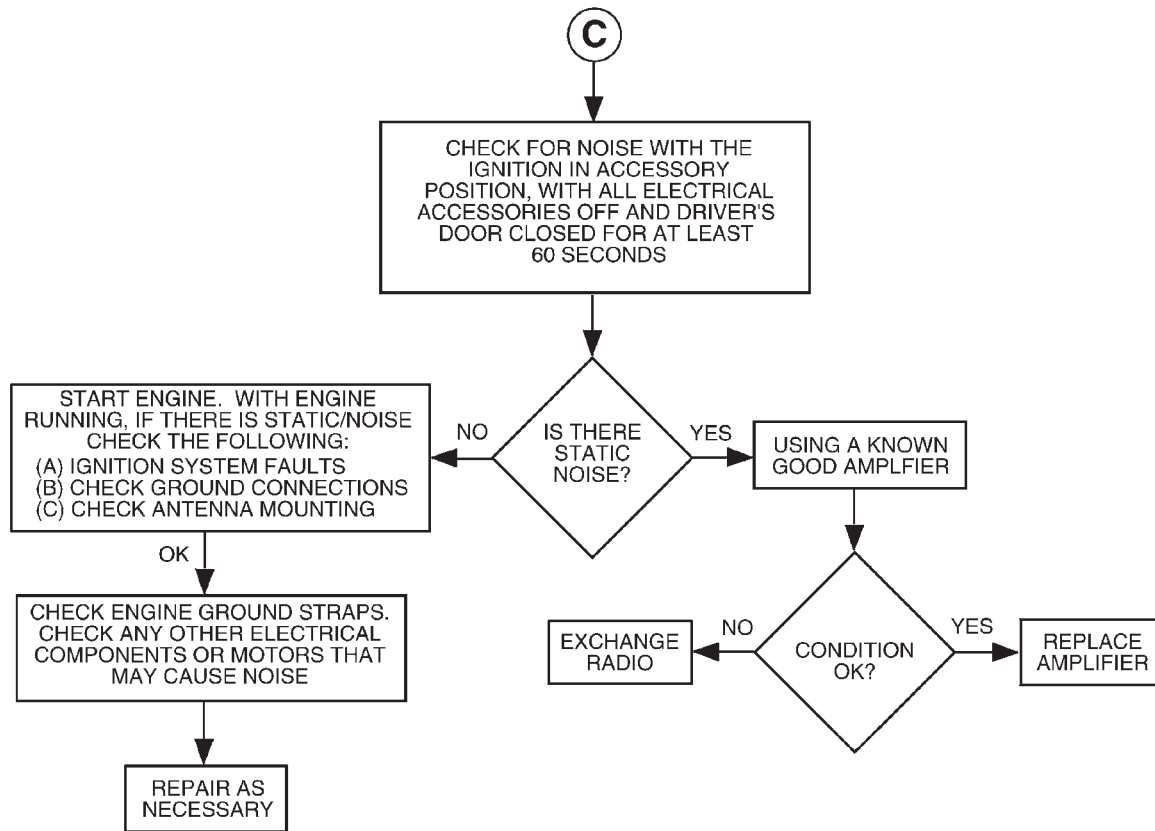 C
CHECK FOR NOISE WITH THE
IGNITION IN ACCESSORY
POSITION, WITH ALL ELECTRICAL
ACCESSORIES OFF AND DRIVER'S
DOOR CLOSED FOR AT LEAST
60 SECONDS
IS THERE
STATIC
NOISE?
NO
YES
START ENGINE. WITH ENGINE
RUNNING, IF THERE IS STATIC/NOISE
CHECK THE FOLLOWING:
(A) IGNITION SYSTEM FAULTS
(B) CHECK GROUND CONNECTIONS
(C) CHECK ANTENNA MOUNTING
OK
CHECK ENGINE GROUND STRAPS.
CHECK ANY OTHER ELECTRICAL
COMPONENTS OR MOTORS THAT
MAY CAUSE NOISE
REPAIR AS
NECESSARY
USING A KNOWN
GOOD AMPLFIER
CONDITION
OK?
NO
EXCHANGE
RADIO
YES
REPLACE
AMPLIFIER